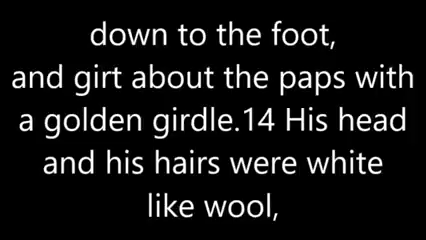 down to the foot,
and girt about the paps with
a golden girdle.14 His head
and his hairs were white
like wool,